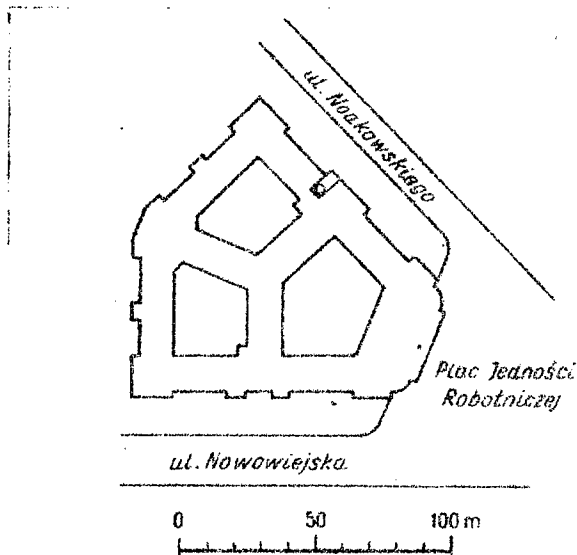 ul. Noakowskiego
Plac Jedności
Robotniczej
ul. Nowowiejska
0 50 100 m